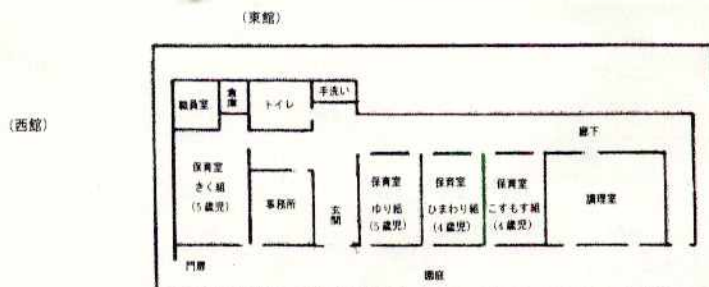 (東館)
(西館)
職員室
倉庫
トイレ
手洗い
廊下
保育室
きく組
(5歳児)
事務所
玄関
保育室
ゆり組
(5歳児)
保育室
ひまわり組
(4歳児)
保育室
こすもす組
(4歳児)
調理室
門扉
園庭